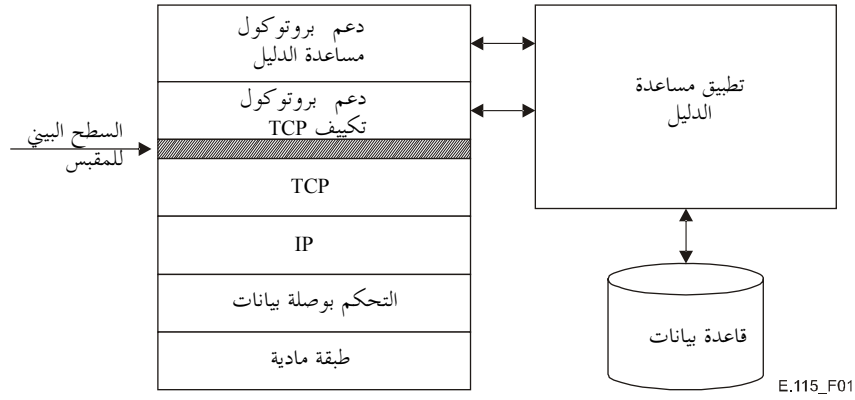 دعم بروتوكول
مساعدة الدليل
دعم بروتوكول
تكييف TCP
السطح البيني
للمقبس
TCP
IP
التحكم بوصلة بيانات
طبقة مادية
تطبيق مساعدة
الدليل
قاعدة بيانات
E.115_F01